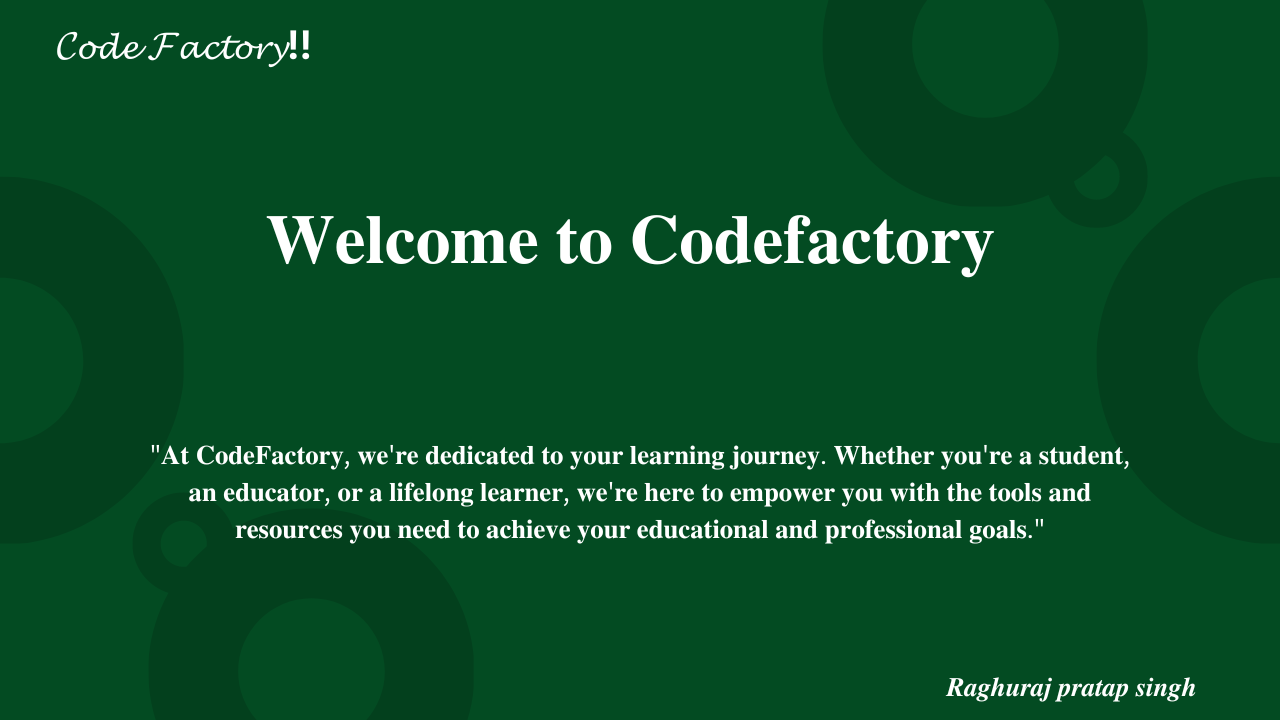 Code Factory!!
Welcome to Codefactory
"At CodeFactory, we're dedicated to your learning journey. Whether you're a student,
an educator, or a lifelong learner, we're here to empower you with the tools and
resources you need to achieve your educational and professional goals."
Raghuraj pratap singh